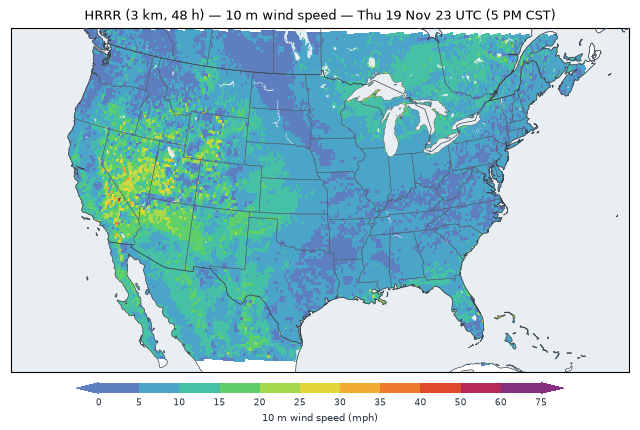 HRRR (3 km, 48 h) — 10 m wind speed — Thu 19 Nov 23 UTC (5 PM CST)
0 5 10 15 20 25 30 35 40 50 60 75
10 m wind speed (mph)